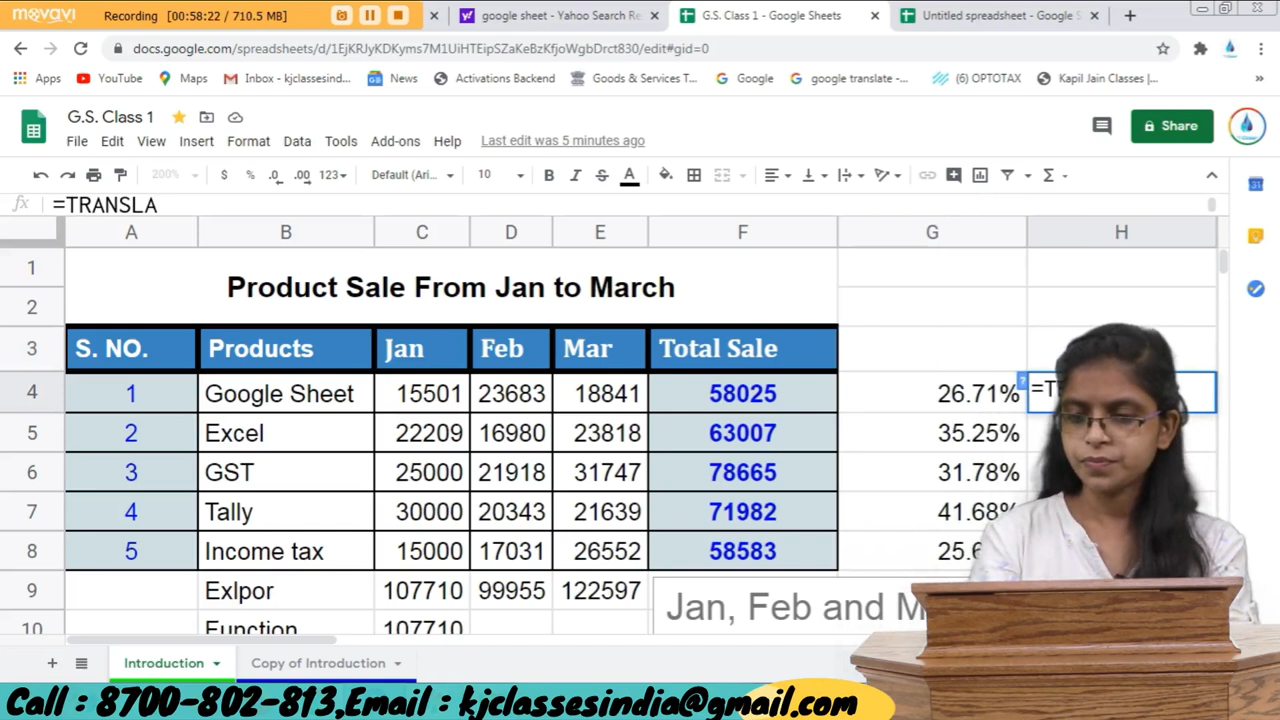 movavi Recording [00:58:22 / 710.5 MB]
google sheet - Yahoo Search Re
G.S. Class 1 - Google Sheets
Untitled spreadsheet - Google S
docs.google.com/spreadsheets/d/1EjKRJyKDKyms7M1UiHTEipSZaKeBzKfjoWgbDrct830/edit#gid=0
Apps YouTube Maps Inbox - kjclassesind... News Activations Backend Goods & Services T... Google google translate -... (6) OPTOTAX Kapil Jain Classes |... »
G.S. Class 1
Share
File Edit View Insert Format Data Tools Add-ons Help Last edit was 5 minutes ago
200% $ % .0 .00 123 Default (Ari... 10 B I S A
fx =TRANSLA
A B C D E F G H
1
Product Sale From Jan to March
2
3 S. NO. Products Jan Feb Mar Total Sale
4 1 Google Sheet 15501 23683 18841 58025 26.71% =T
5 2 Excel 22209 16980 23818 63007 35.25%
6 3 GST 25000 21918 31747 78665 31.78%
7 4 Tally 30000 20343 21639 71982 41.68%
8 5 Income tax 15000 17031 26552 58583 25.6
9 Exlpor 107710 99955 122597 Jan, Feb and M
10 Function 107710
Introduction Copy of Introduction
Call : 8700-802-813,Email : kjclassesindia@gmail.com